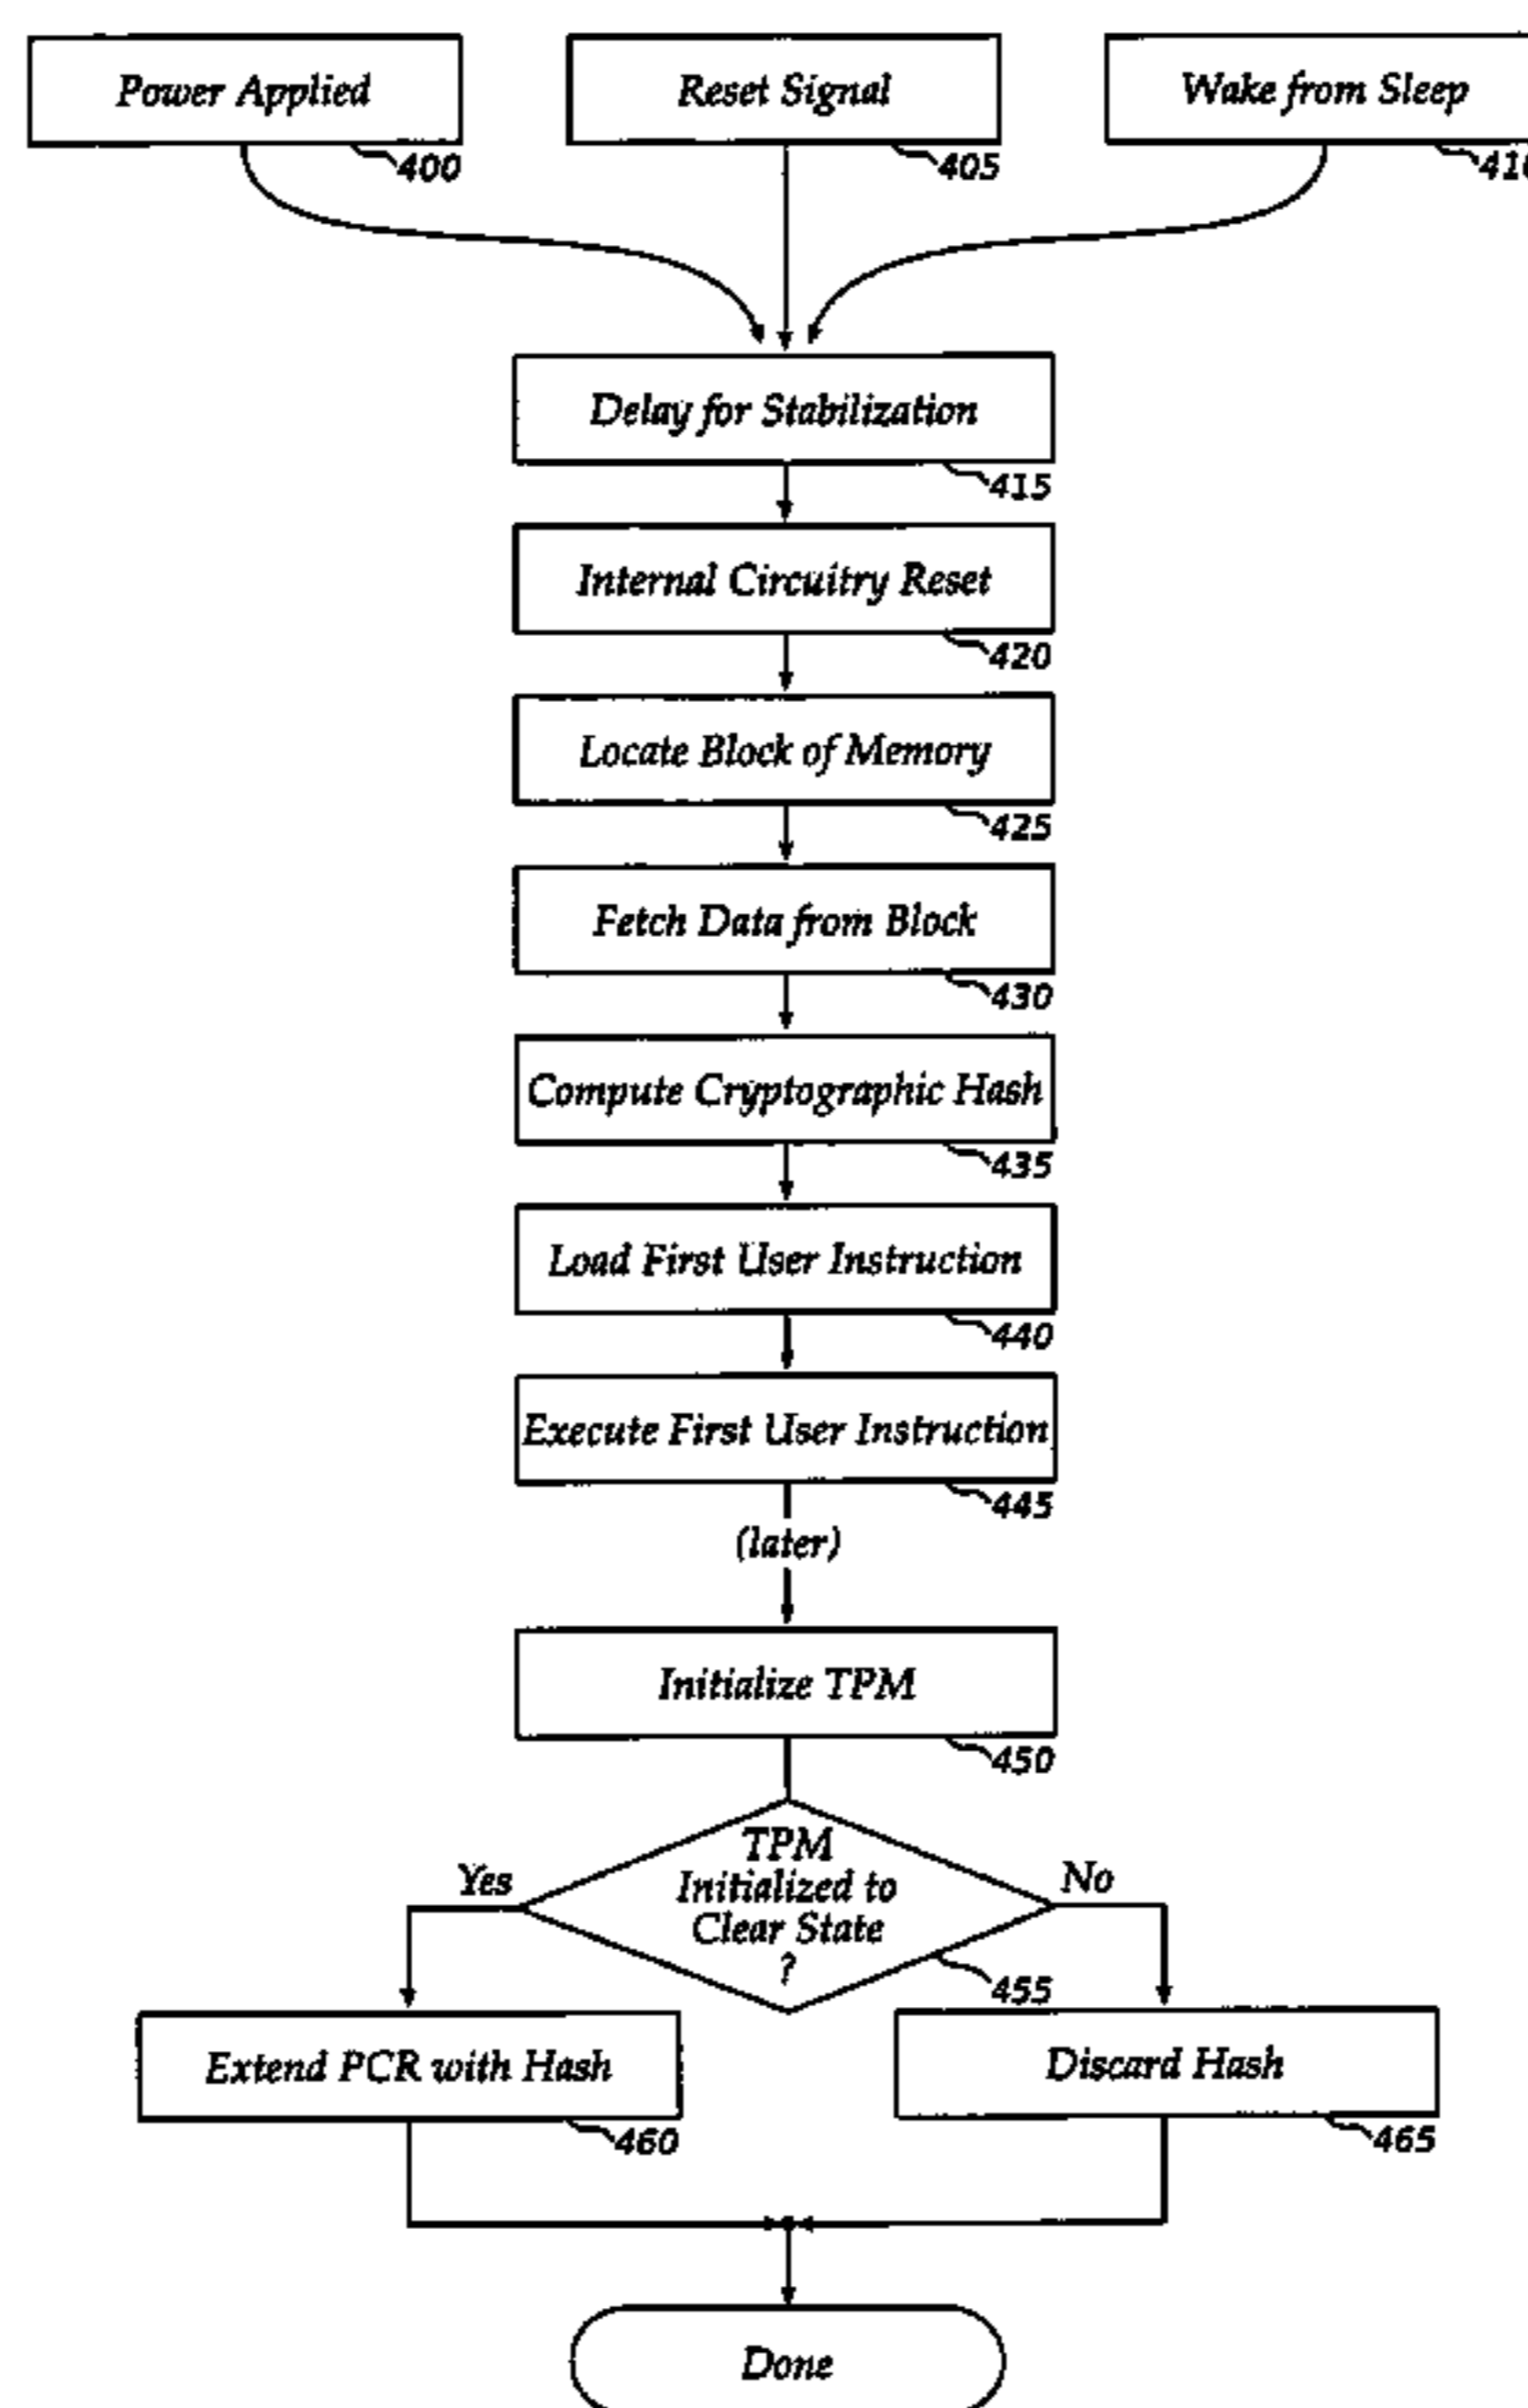 Power Applied
400
Reset Signal
405
Wake from Sleep
410
Delay for Stabilization
415
Internal Circuitry Reset
420
Locate Block of Memory
425
Fetch Data from Block
430
Compute Cryptographic Hash
435
Load First User Instruction
440
Execute First User Instruction
445
(later)
Initialize TPM
450
TPM
Initialized to
Clear State
?
455
Yes
No
Extend PCR with Hash
460
Discard Hash
465
Done